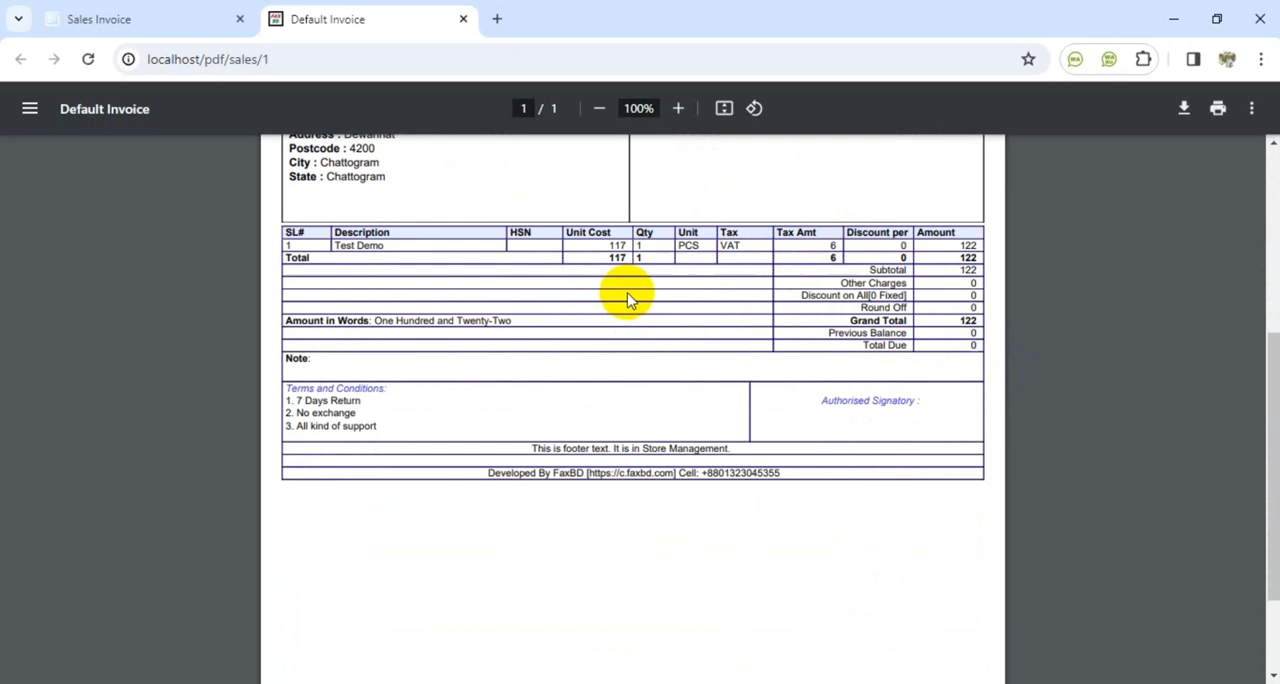 Sales Invoice
Default Invoice
localhost/pdf/sales/1
Default Invoice
1 / 1
100%
Address : Dewanhat
Postcode : 4200
City : Chattogram
State : Chattogram
SL# Description HSN Unit Cost Qty Unit Tax Tax Amt Discount per Amount
1 Test Demo 117 1 PCS VAT 6 0 122
Total 117 1 6 0 122
Subtotal 122
Other Charges 0
Discount on All[0 Fixed] 0
Round Off 0
Amount in Words: One Hundred and Twenty-Two Grand Total 122
Previous Balance 0
Total Due 0
Note:
Terms and Conditions:
1. 7 Days Return
2. No exchange
3. All kind of support
Authorised Signatory :
This is footer text. It is in Store Management.
Developed By FaxBD [https://c.faxbd.com] Cell: +8801323045355